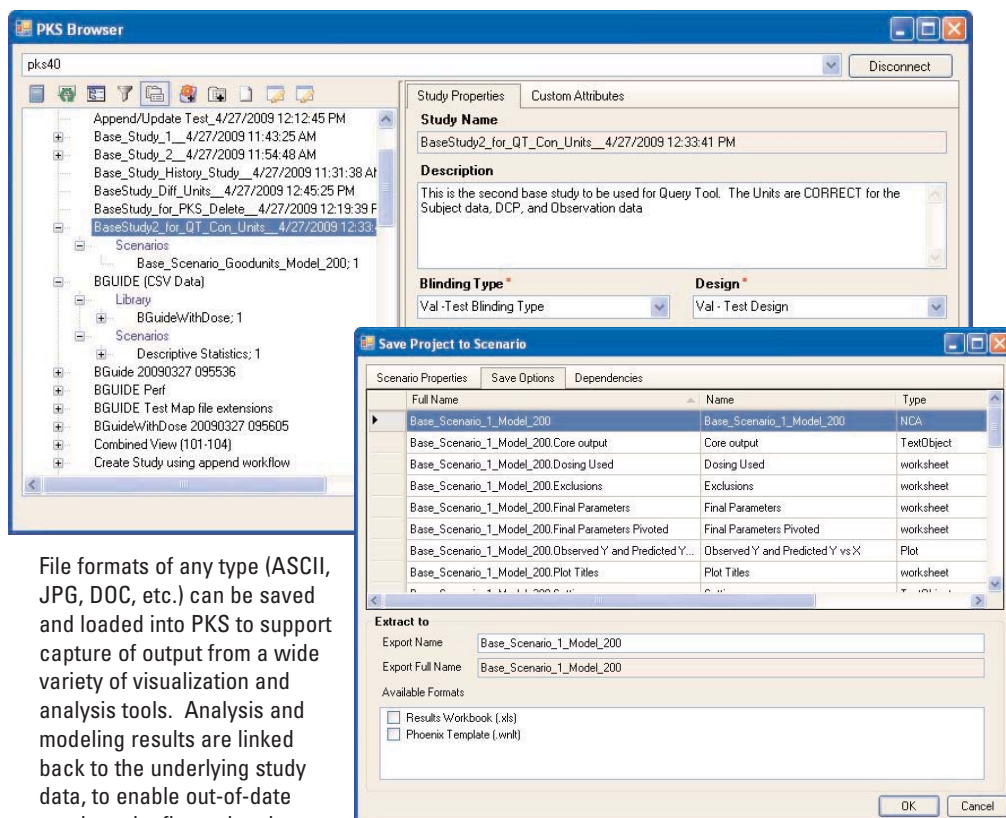 PKS Browser
pks40
Disconnect
Append/Update Test_4/27/2009 12:12:45 PM
Base_Study_1__4/27/2009 11:43:25 AM
Base_Study_2__4/27/2009 11:54:48 AM
Base_Study_History_Study__4/27/2009 11:31:38
BaseStudy_Diff_Units__4/27/2009 12:45:25 PM
BaseStudy_for_PKS_Delete__4/27/2009 12:19:39
BaseStudy2_for_QT_Con_Units__4/27/2009 12:33:
Scenarios
Base_Scenario_Goodunits_Model_200; 1
BGUIDE (CSV Data)
Library
BGuideWithDose; 1
Scenarios
Descriptive Statistics; 1
BGuide 20090327 095536
BGUIDE Perf
BGUIDE Test Map file extensions
BGuideWithDose 20090327 095605
Combined View (101-104)
Create Study using append workflow
Study Properties Custom Attributes
Study Name
BaseStudy2_for_QT_Con_Units__4/27/2009 12:33:41 PM
Description
This is the second base study to be used for Query Tool. The Units are CORRECT for the
Subject data, DCP, and Observation data
Blinding Type * Design *
Val -Test Blinding Type Val - Test Design
Save Project to Scenario
Scenario Properties Save Options Dependencies
Full Name Name Type
Base_Scenario_1_Model_200 Base_Scenario_1_Model_200 NCA
Base_Scenario_1_Model_200.Core output Core output TextObject
Base_Scenario_1_Model_200.Dosing Used Dosing Used worksheet
Base_Scenario_1_Model_200.Exclusions Exclusions worksheet
Base_Scenario_1_Model_200.Final Parameters Final Parameters worksheet
Base_Scenario_1_Model_200.Final Parameters Pivoted Final Parameters Pivoted worksheet
Base_Scenario_1_Model_200.Observed Y and Predicted Y... Observed Y and Predicted Y vs X Plot
Base_Scenario_1_Model_200.Plot Titles Plot Titles worksheet
Extract to
Export Name Base_Scenario_1_Model_200
Export Full Name Base_Scenario_1_Model_200
Available Formats
Results Workbook (.xls)
Phoenix Template (.wnlt)
OK Cancel
File formats of any type (ASCII,
JPG, DOC, etc.) can be saved
and loaded into PKS to support
capture of output from a wide
variety of visualization and
analysis tools. Analysis and
modeling results are linked
back to the underlying study
data, to enable out-of-date